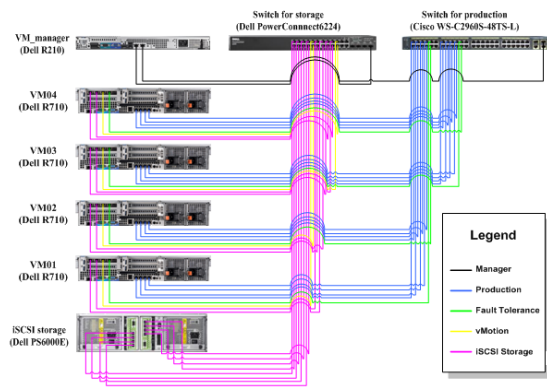 Switch for storage
(Dell PowerConnnect6224)
Switch for production
(Cisco WS-C2960S-48TS-L)
VM_manager
(Dell R210)
VM04
(Dell R710)
VM03
(Dell R710)
VM02
(Dell R710)
VM01
(Dell R710)
iSCSI storage
(Dell PS6000E)
Legend
Manager
Production
Fault Tolerance
vMotion
iSCSI Storage